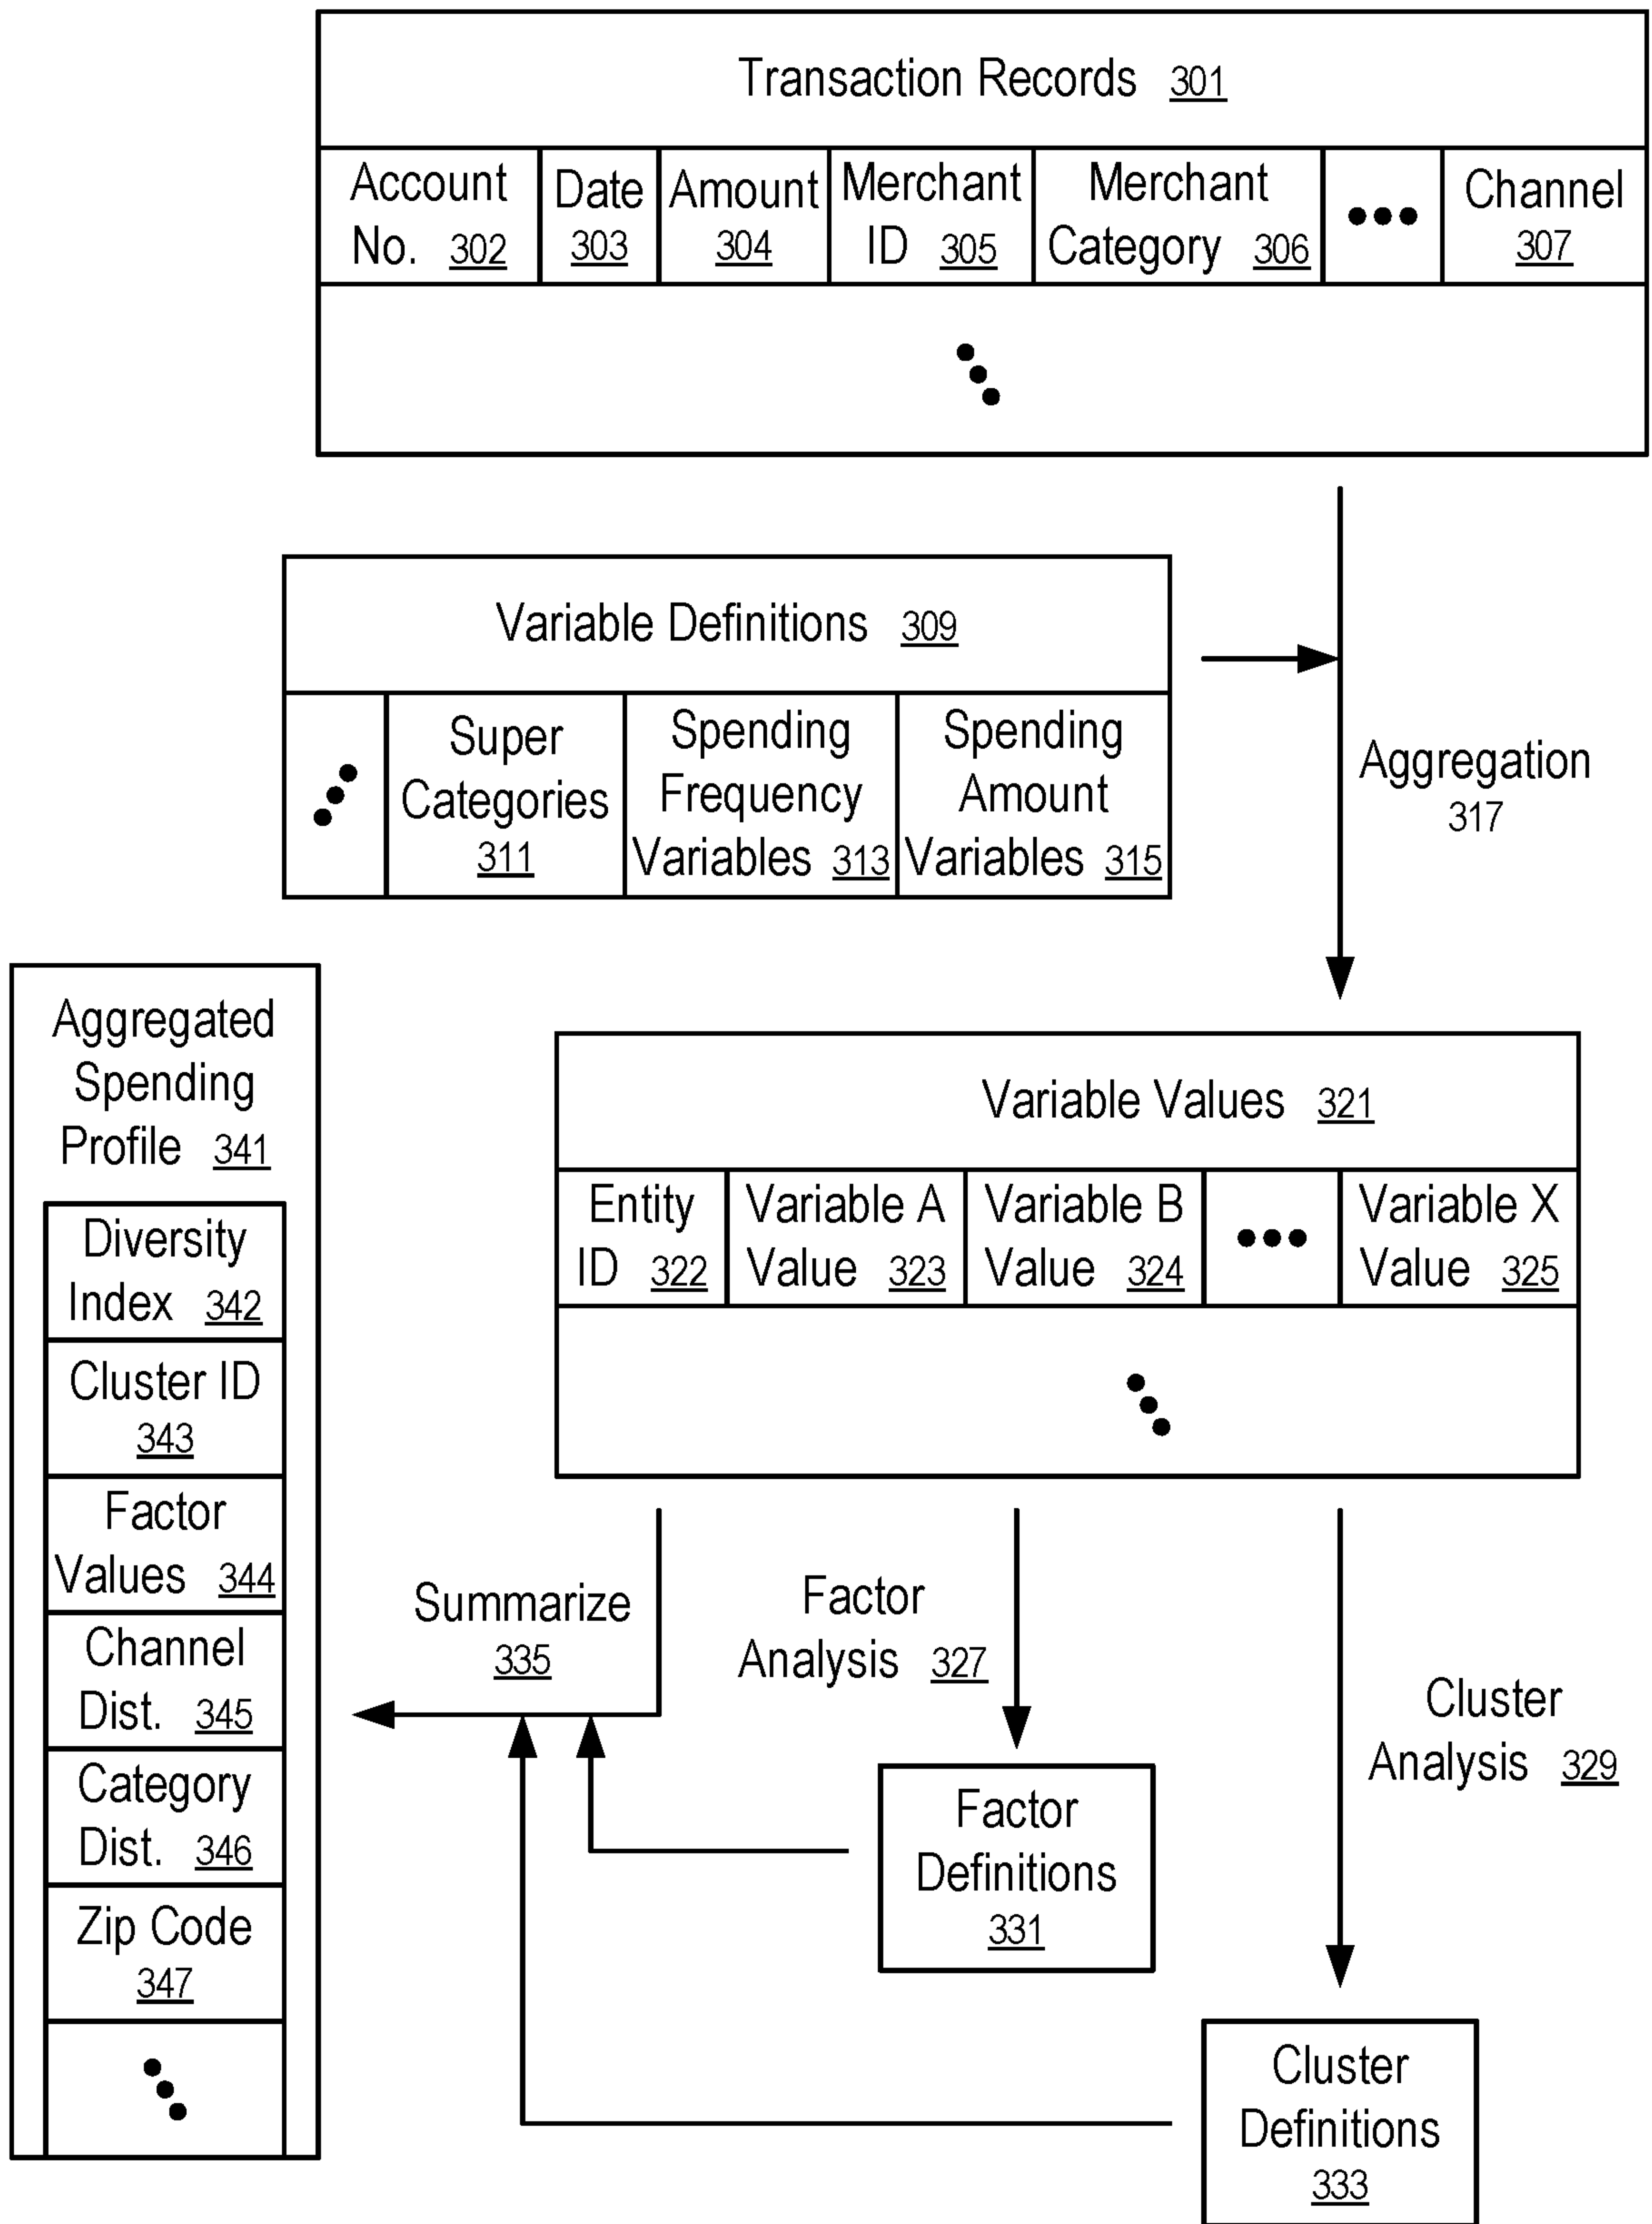 Transaction Records 301
Account
No. 302
Date
303
Amount
304
Merchant
ID 305
Merchant
Category 306
Channel
307
Variable Definitions 309
Super
Categories
311
Spending
Frequency
Variables 313
Spending
Amount
Variables 315
Aggregation
317
Aggregated
Spending
Profile 341
Diversity
Index 342
Cluster ID
343
Factor
Values 344
Channel
Dist. 345
Category
Dist. 346
Zip Code
347
Variable Values 321
Entity
ID 322
Variable A
Value 323
Variable B
Value 324
Variable X
Value 325
Summarize
335
Factor
Analysis 327
Cluster
Analysis 329
Factor
Definitions
331
Cluster
Definitions
333